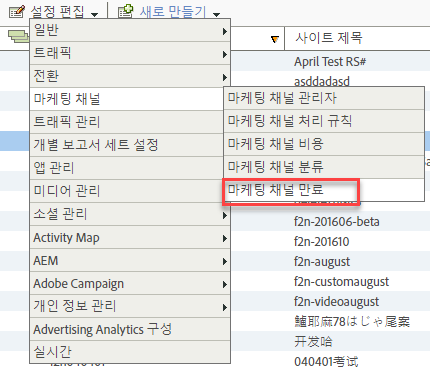 설정 편집 새로 만들기
사이트 제목
일반
트래픽
전환
마케팅 채널
트래픽 관리
개별 보고서 세트 설정
앱 관리
미디어 관리
소셜 관리
Activity Map
AEM
Adobe Campaign
개인 정보 관리
Advertising Analytics 구성
실시간
마케팅 채널 관리자
마케팅 채널 처리 규칙
마케팅 채널 비용
마케팅 채널 분류
마케팅 채널 만료
April Test RS#
asddadasd
f2n-201606-beta
f2n-201610
f2n-august
f2n-customaugust
f2n-videoaugust
鱸耶麻78はじゃ尾案
开发哈
040401考试